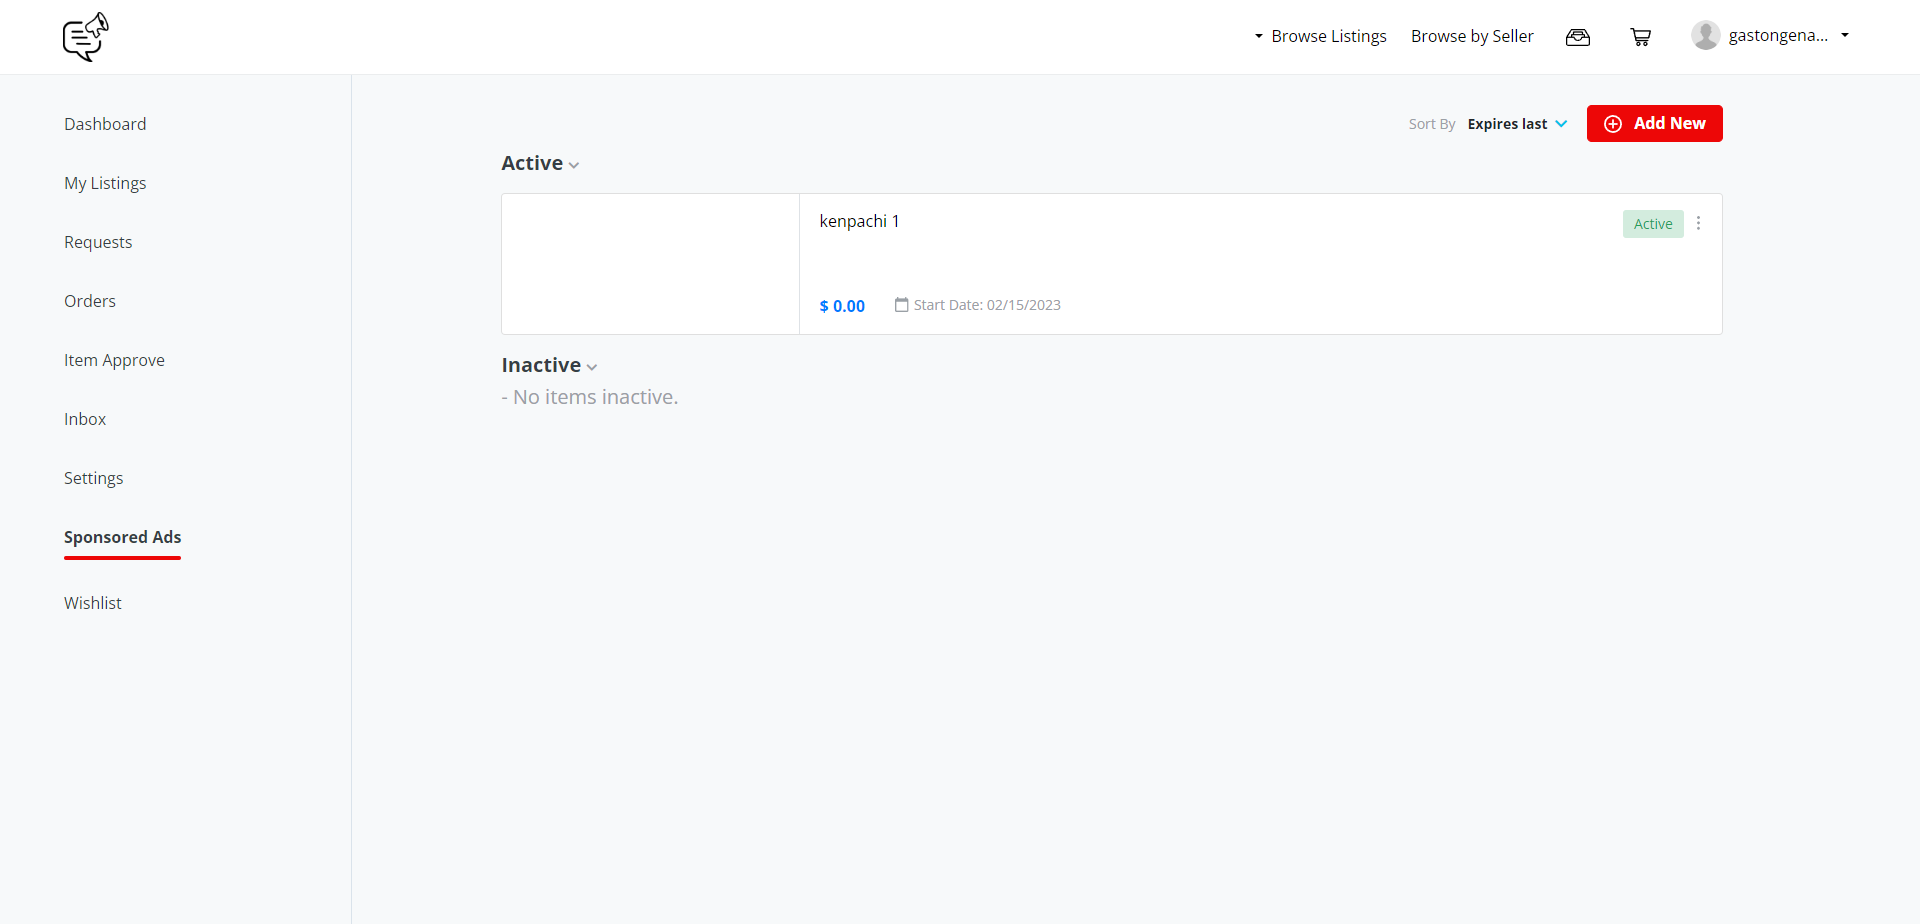 Browse Listings
Browse by Seller
gastongena...
Dashboard
My Listings
Requests
Orders
Item Approve
Inbox
Settings
Sponsored Ads
Wishlist
Sort By Expires last
Add New
Active
kenpachi 1
Active
$ 0.00
Start Date: 02/15/2023
Inactive
- No items inactive.